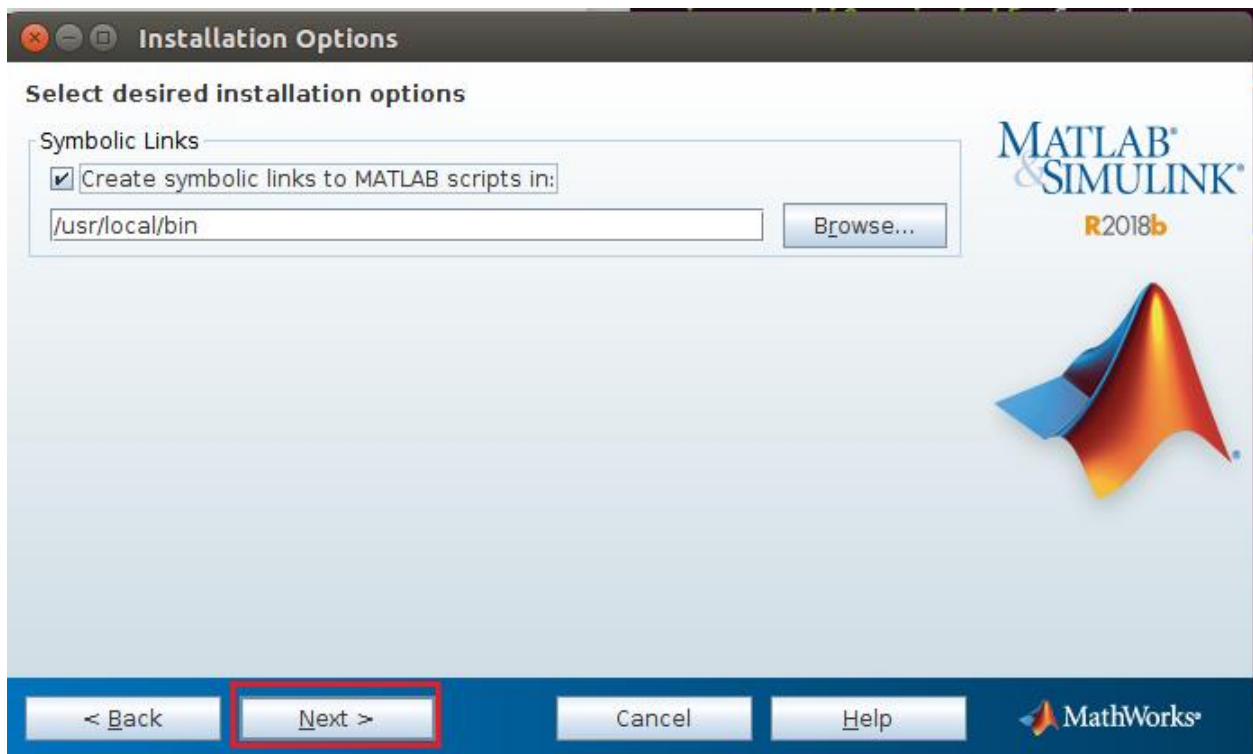 Installation Options
Select desired installation options
Symbolic Links
Create symbolic links to MATLAB scripts in:
/usr/local/bin
Browse...
MATLAB®
&SIMULINK®
R2018b
< Back
Next >
Cancel
Help
MathWorks®